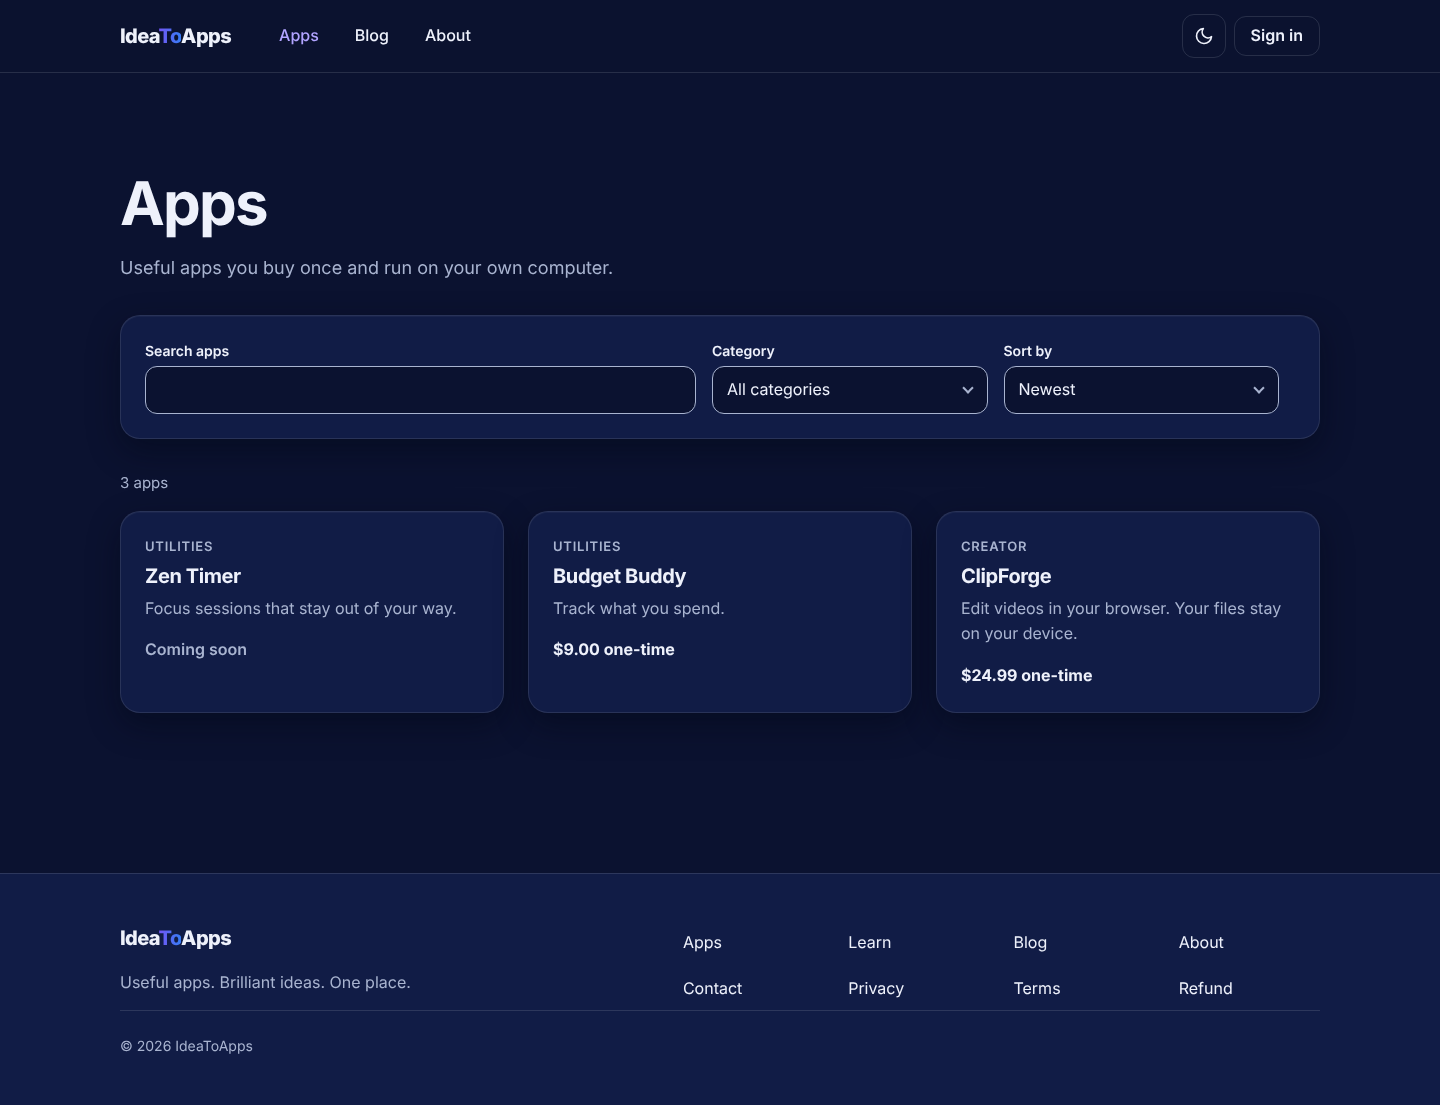 IdeaToApps
Apps
Blog
About
Sign in
Apps
Useful apps you buy once and run on your own computer.
Search apps
Category
Sort by
All categories
Newest
3 apps
UTILITIES
Zen Timer
Focus sessions that stay out of your way.
Coming soon
UTILITIES
Budget Buddy
Track what you spend.
$9.00 one-time
CREATOR
ClipForge
Edit videos in your browser. Your files stay
on your device.
$24.99 one-time
IdeaToApps
Useful apps. Brilliant ideas. One place.
Apps
Learn
Blog
About
Contact
Privacy
Terms
Refund
© 2026 IdeaToApps